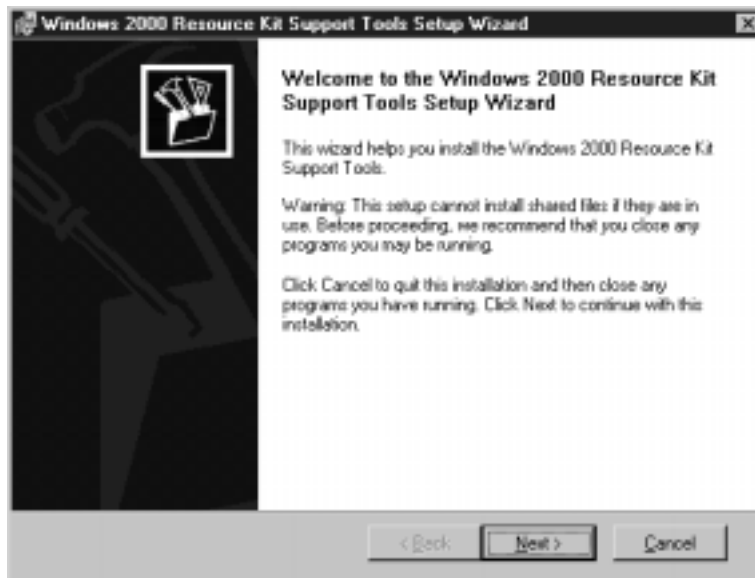 Windows 2000 Resource Kit Support Tools Setup Wizard
Welcome to the Windows 2000 Resource Kit
Support Tools Setup Wizard
This wizard helps you install the Windows 2000 Resource Kit
Support Tools.
Warning: This setup cannot install shared files if they are in
use. Before proceeding, we recommend that you close any
programs you may be running.
Click Cancel to quit this installation and then close any
programs you have running. Click Next to continue with this
installation.
< Back
Next >
Cancel